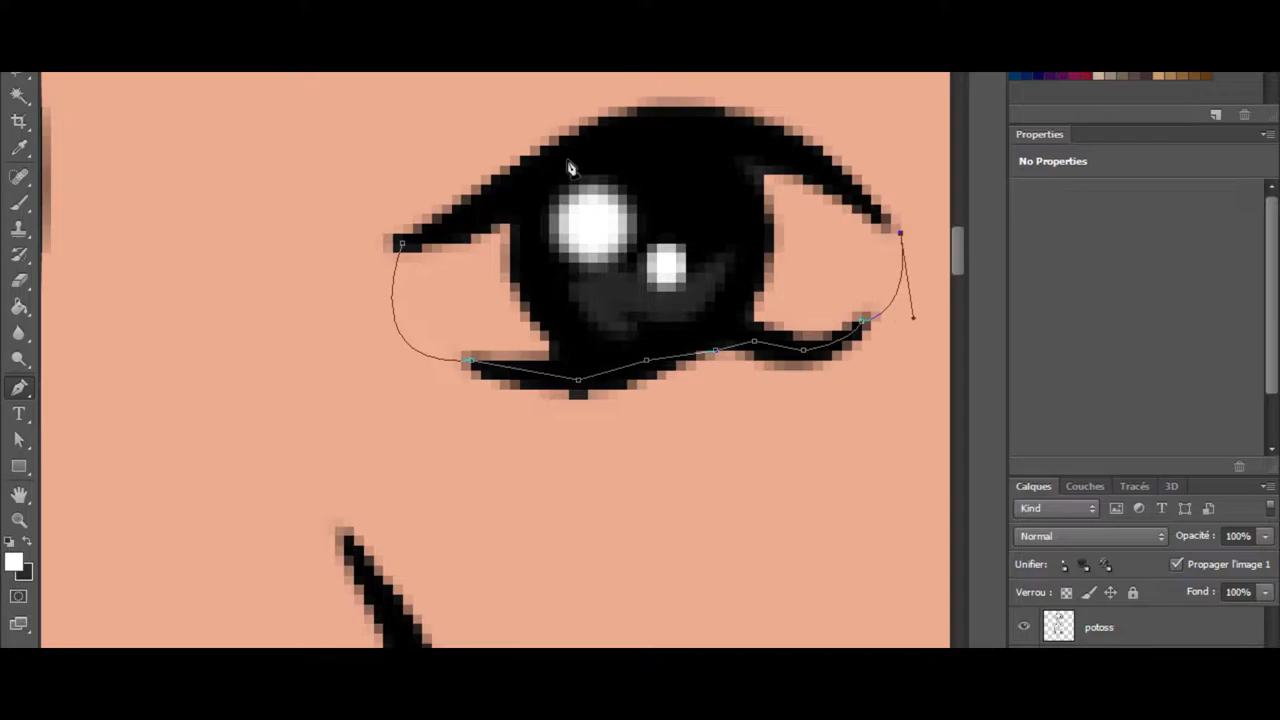 Properties
No Properties
Calques Couches Tracés 3D
Kind
Normal Opacité : 100%
Unifier : Propager l'image 1
Verrou : Fond : 100%
potoss
T